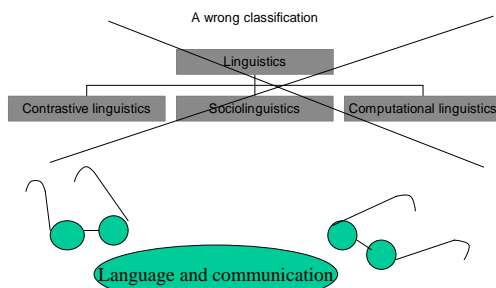 A wrong classification
Linguistics
Contrastive linguistics Sociolinguistics Computational linguistics
Language and communication